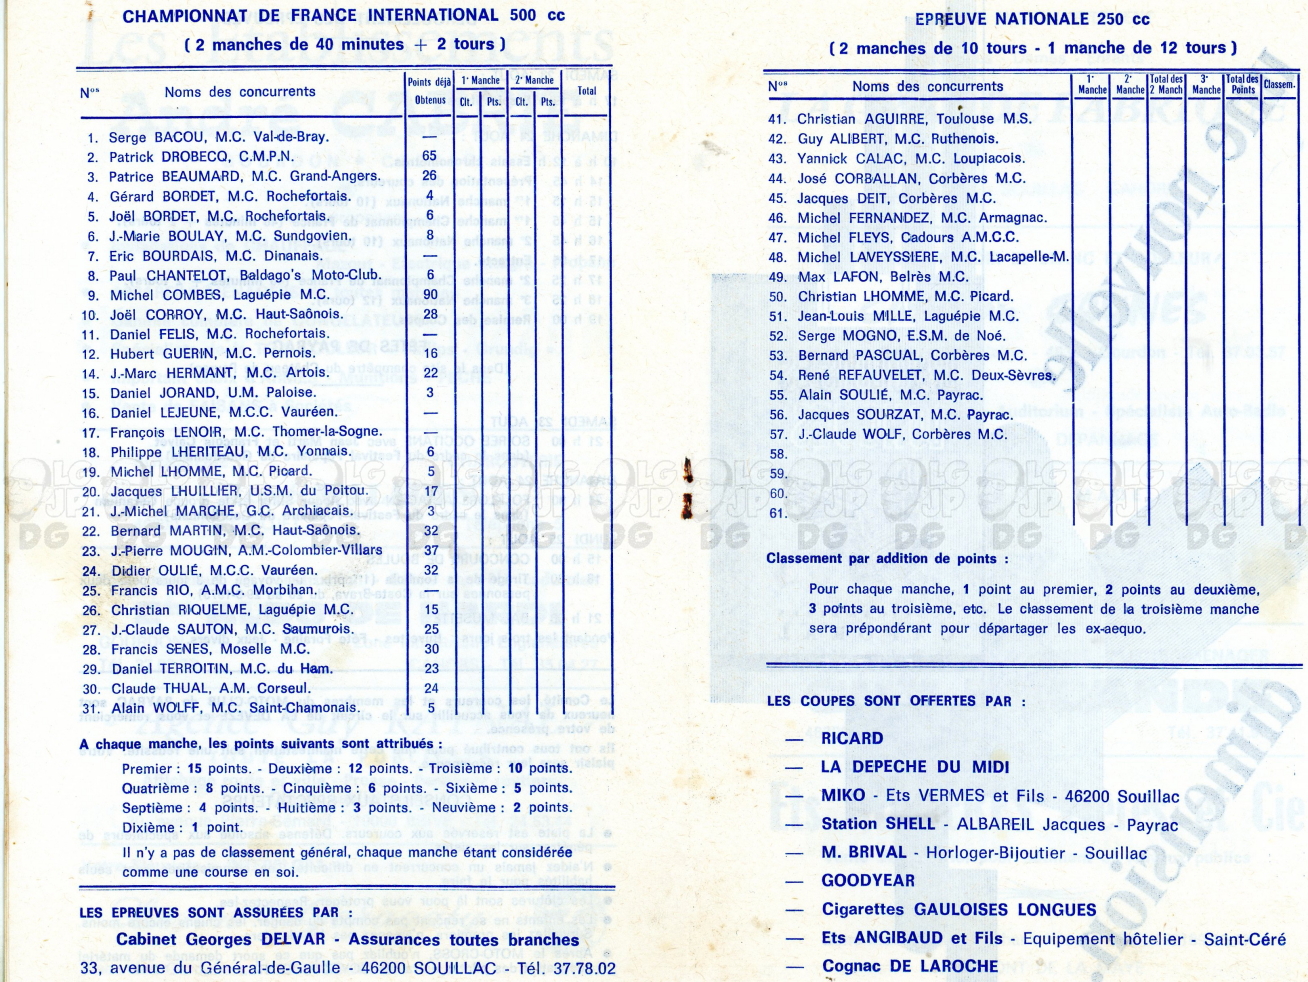 CHAMPIONNAT DE FRANCE INTERNATIONAL 500 cc
( 2 manches de 40 minutes + 2 tours )
Nos Noms des concurrents Points déjà Obtenus 1e Manche Clt. Pts. 2e Manche Clt. Pts. Total
1. Serge BACOU, M.C. Val-de-Bray. —
2. Patrick DROBECQ, C.M.P.N. 65
3. Patrice BEAUMARD, M.C. Grand-Angers. 26
4. Gérard BORDET, M.C. Rochefortais. 4
5. Joël BORDET, M.C. Rochefortais. 6
6. J.-Marie BOULAY, M.C. Sundgovien. 8
7. Eric BOURDAIS, M.C. Dinanais. —
8. Paul CHANTELOT, Baldago's Moto-Club. 6
9. Michel COMBES, Laguépie M.C. 90
10. Joël CORROY, M.C. Haut-Saônois. 28
11. Daniel FELIS, M.C. Rochefortais. —
12. Hubert GUERIN, M.C. Pernois. 16
14. J.-Marc HERMANT, M.C. Artois. 22
15. Daniel JORAND, U.M. Paloise. 3
16. Daniel LEJEUNE, M.C.C. Vauréen. —
17. François LENOIR, M.C. Thomer-la-Sogne. —
18. Philippe LHERITEAU, M.C. Yonnais. 6
19. Michel LHOMME, M.C. Picard. 5
20. Jacques LHUILLIER, U.S.M. du Poitou. 17
21. J.-Michel MARCHE, G.C. Archiacais. 3
22. Bernard MARTIN, M.C. Haut-Saônois. 32
23. J.-Pierre MOUGIN, A.M.-Colombier-Villars 37
24. Didier OULIÉ, M.C.C. Vauréen. 32
25. Francis RIO, A.M.C. Morbihan. —
26. Christian RIQUELME, Laguépie M.C. 15
27. J.-Claude SAUTON, M.C. Saumurois. 25
28. Francis SENES, Moselle M.C. 30
29. Daniel TERROITIN, M.C. du Ham. 23
30. Claude THUAL, A.M. Corseul. 24
31. Alain WOLFF, M.C. Saint-Chamonais. 5
A chaque manche, les points suivants sont attribués :
Premier : 15 points. - Deuxième : 12 points. - Troisième : 10 points.
Quatrième : 8 points. - Cinquième : 6 points. - Sixième : 5 points.
Septième : 4 points. - Huitième : 3 points. - Neuvième : 2 points.
Dixième : 1 point.
Il n'y a pas de classement général, chaque manche étant considérée
comme une course en soi.
LES EPREUVES SONT ASSURÉES PAR :
Cabinet Georges DELVAR - Assurances toutes branches
33, avenue du Général-de-Gaulle - 46200 SOUILLAC - Tél. 37.78.02
EPREUVE NATIONALE 250 cc
( 2 manches de 10 tours - 1 manche de 12 tours )
Nos Noms des concurrents 1e Manche 2e Manche Total des 2 Manch 3e Manche Total des Points Classem.
41. Christian AGUIRRE, Toulouse M.S.
42. Guy ALIBERT, M.C. Ruthenois.
43. Yannick CALAC, M.C. Loupiacois.
44. José CORBALLAN, Corbères M.C.
45. Jacques DEIT, Corbères M.C.
46. Michel FERNANDEZ, M.C. Armagnac.
47. Michel FLEYS, Cadours A.M.C.C.
48. Michel LAVEYSSIERE, M.C. Lacapelle-M.
49. Max LAFON, Belrès M.C.
50. Christian LHOMME, M.C. Picard.
51. Jean-Louis MILLE, Laguépie M.C.
52. Serge MOGNO, E.S.M. de Noé.
53. Bernard PASCUAL, Corbères M.C.
54. René REFAUVELET, M.C. Deux-Sèvres.
55. Alain SOULIÉ, M.C. Payrac.
56. Jacques SOURZAT, M.C. Payrac.
57. J.-Claude WOLF, Corbères M.C.
58.
59.
60.
61.
Classement par addition de points :
Pour chaque manche, 1 point au premier, 2 points au deuxième,
3 points au troisième, etc. Le classement de la troisième manche
sera prépondérant pour départager les ex-aequo.
LES COUPES SONT OFFERTES PAR :
— RICARD
— LA DEPECHE DU MIDI
— MIKO - Ets VERMES et Fils - 46200 Souillac
— Station SHELL - ALBAREIL Jacques - Payrac
— M. BRIVAL - Horloger-Bijoutier - Souillac
— GOODYEAR
— Cigarettes GAULOISES LONGUES
— Ets ANGIBAUD et Fils - Equipement hôtelier - Saint-Céré
— Cognac DE LAROCHE